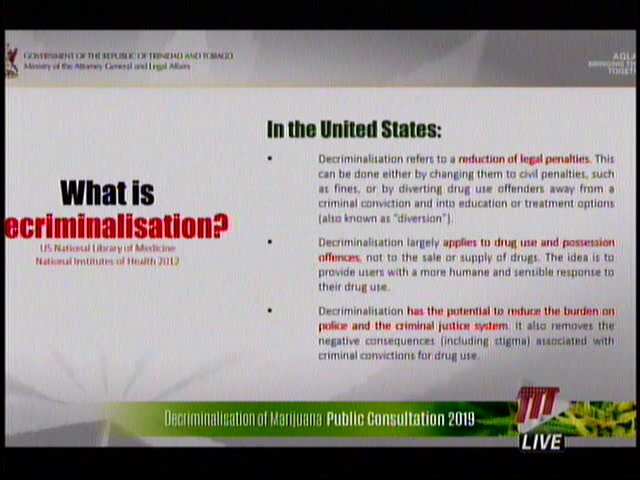 GOVERNMENT OF THE REPUBLIC OF TRINIDAD AND TOBAGO
Ministry of the Attorney General and Legal Affairs
AGLA
BRINGING
TOGET
What is
ecriminalisation?
US National Library of Medicine
National Institutes of Health 2012
In the United States:
▪ Decriminalisation refers to a reduction of legal penalties. This
can be done either by changing them to civil penalties, such
as fines, or by diverting drug use offenders away from a
criminal conviction and into education or treatment options
(also known as “diversion”).
▪ Decriminalisation largely applies to drug use and possession
offences, not to the sale or supply of drugs. The idea is to
provide users with a more humane and sensible response to
their drug use.
▪ Decriminalisation has the potential to reduce the burden on
police and the criminal justice system. It also removes the
negative consequences (including stigma) associated with
criminal convictions for drug use.
Decriminalisation of Marijuana Public Consultation 2019
TTT
LIVE